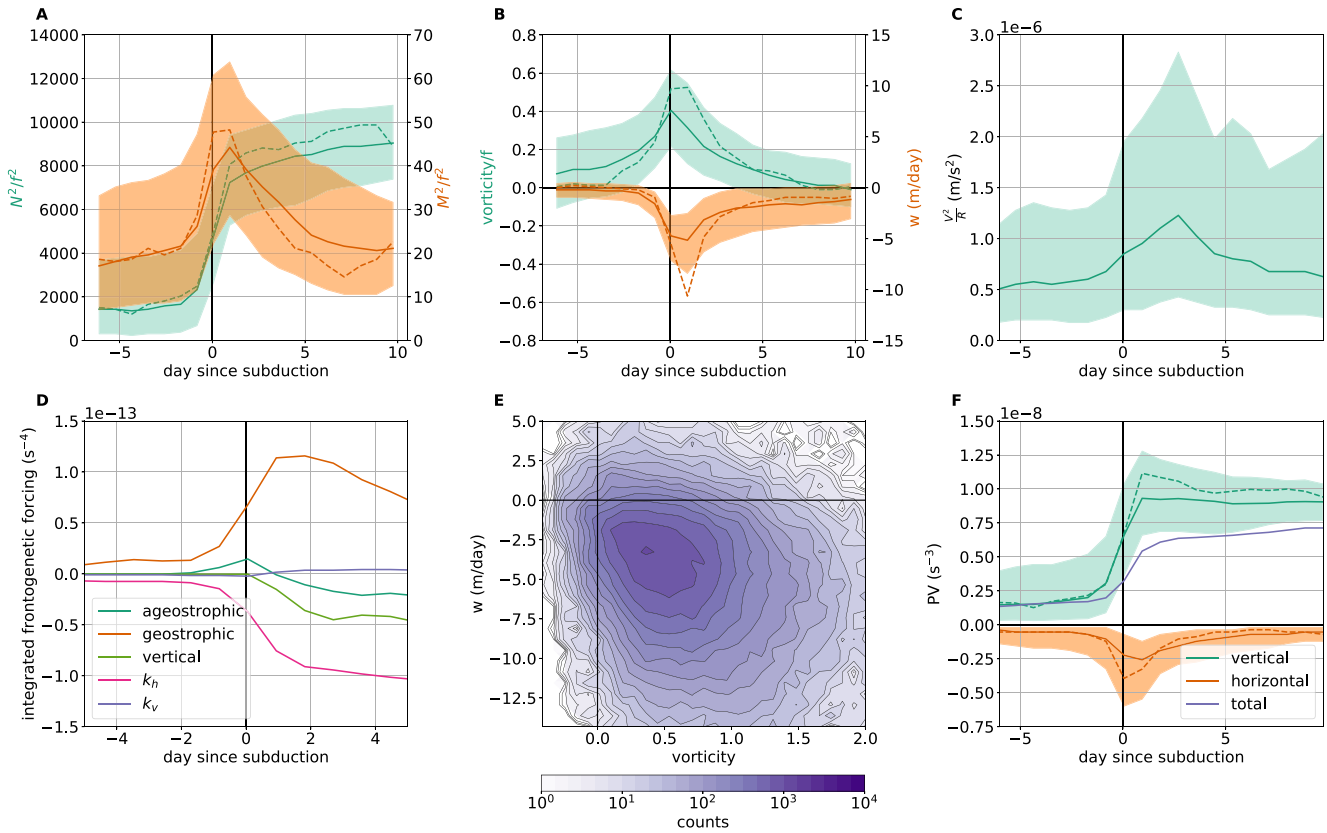 A
14000
12000
10000
8000
6000
4000
2000
0
N²/f²
70
60
50
40
30
20
10
0
M²/f²
−5 0 5 10
day since subduction
B
0.8
0.6
0.4
0.2
0.0
−0.2
−0.4
−0.6
−0.8
vorticity/f
15
10
5
0
−5
−10
−15
w (m/day)
−5 0 5 10
day since subduction
C
1e−6
3.0
2.5
2.0
1.5
1.0
0.5
0.0
V²/R (m/s²)
−5 0 5
day since subduction
D
1e−13
1.5
1.0
0.5
0.0
−0.5
−1.0
−1.5
integrated frontogenetic forcing (s⁻⁴)
ageostrophic
geostrophic
vertical
k_h
k_v
−4 −2 0 2 4
day since subduction
E
5.0
2.5
0.0
−2.5
−5.0
−7.5
−10.0
−12.5
w (m/day)
0.0 0.5 1.0 1.5 2.0
vorticity
10⁰ 10¹ 10² 10³ 10⁴
counts
F
1e−8
1.25
1.00
0.75
0.50
0.25
0.00
−0.25
−0.50
−0.75
PV (s⁻³)
vertical
horizontal
total
−5 0 5
day since subduction